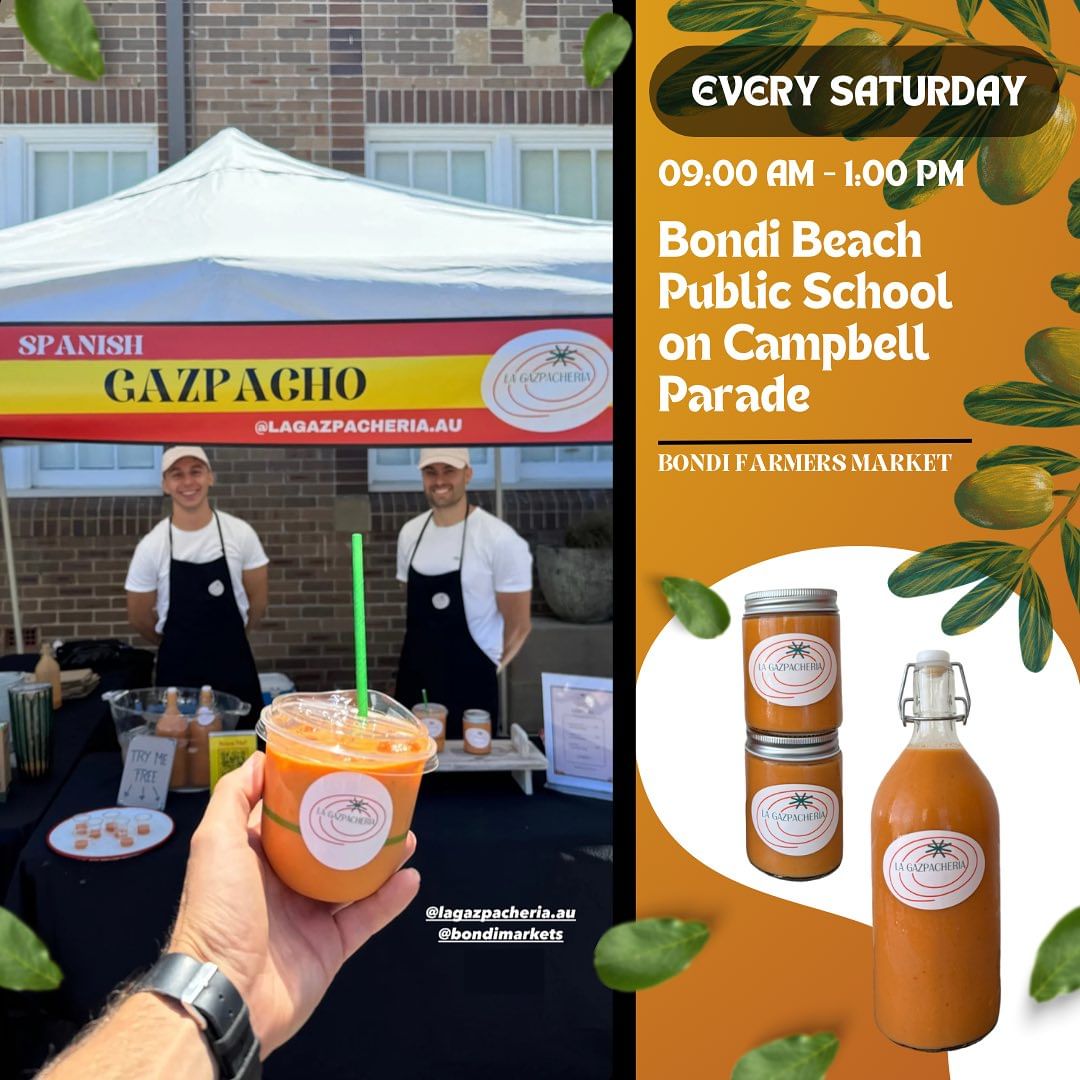 SPANISH
GAZPACHO
LA GAZPACHERIA
@LAGAZPACHERIA.AU
TRY ME
FREE
LA GAZPACHERIA
@lagazpacheria.au
@bondimarkets
EVERY SATURDAY
09:00 AM - 1:00 PM
Bondi Beach
Public School
on Campbell
Parade
BONDI FARMERS MARKET
LA GAZPACHERIA
LA GAZPACHERIA
LA GAZPACHERIA